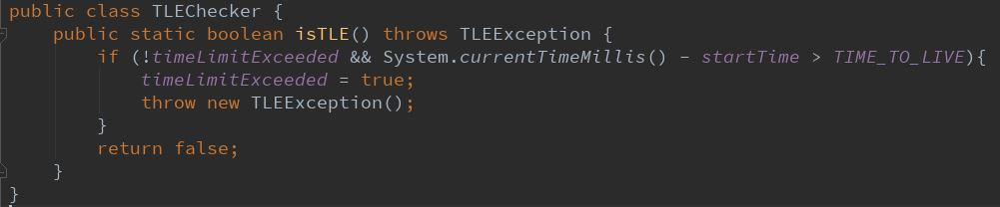 public class TLEChecker {
    public static boolean isTLE() throws TLEException {
        if (!timeLimitExceeded && System.currentTimeMillis() - startTime > TIME_TO_LIVE){
            timeLimitExceeded = true;
            throw new TLEException();
        }
        return false;
    }
}